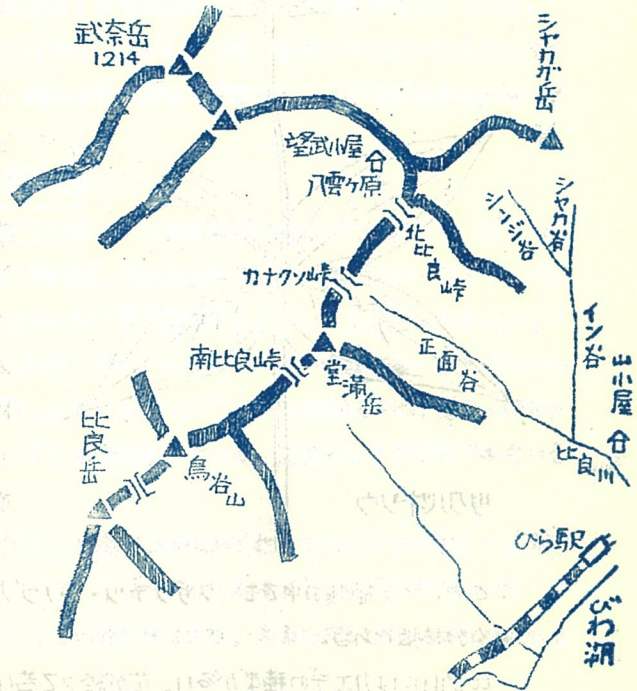 武奈岳
1214
シャカガ岳
望武小屋
八雲ヶ原
シャカ谷
シンジ谷
北比良峠
カナクソ峠
イン谷
山小屋
正面谷
南比良峠
堂満岳
比良岳
烏谷山
比良川
ひら駅
びわ湖